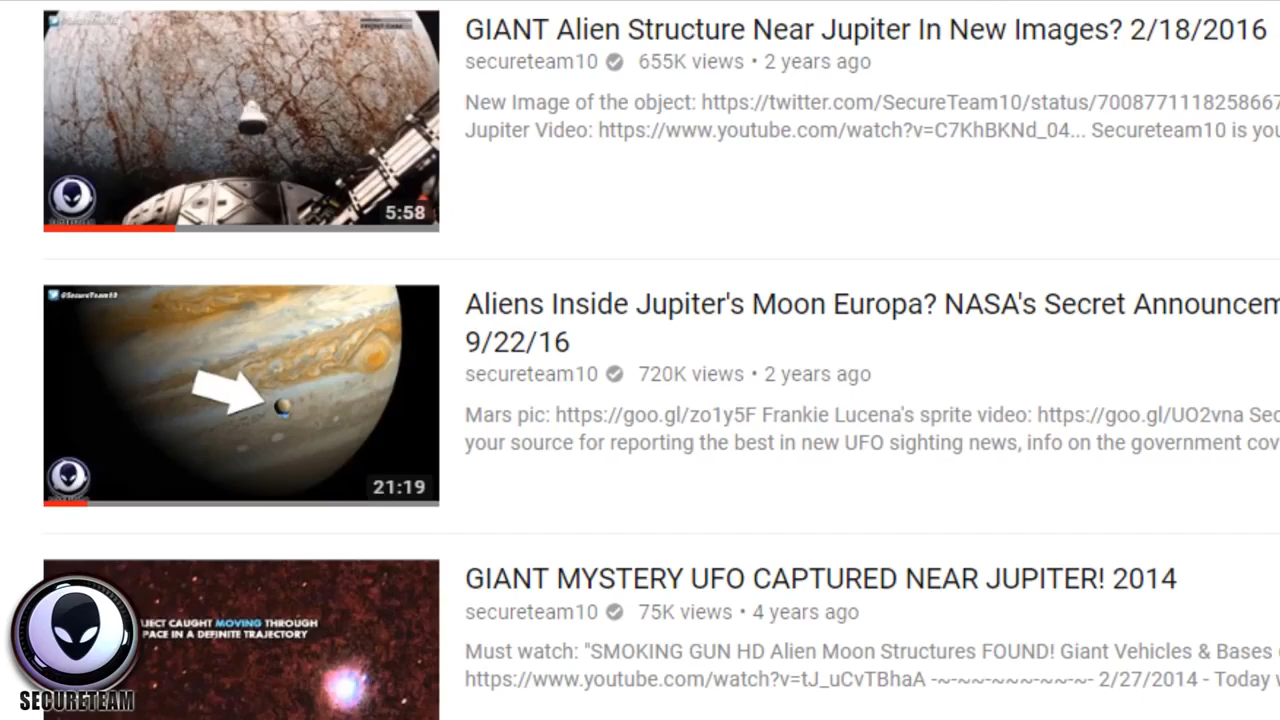 GIANT Alien Structure Near Jupiter In New Images? 2/18/2016
secureteam10 655K views • 2 years ago
New Image of the object: https://twitter.com/SecureTeam10/status/7008771118258667
Jupiter Video: https://www.youtube.com/watch?v=C7KhBKNd_04... Secureteam10 is you
5:58
@SecureTeam10
Aliens Inside Jupiter's Moon Europa? NASA's Secret Announcem
9/22/16
secureteam10 720K views • 2 years ago
Mars pic: https://goo.gl/zo1y5F Frankie Lucena's sprite video: https://goo.gl/UO2vna Sec
your source for reporting the best in new UFO sighting news, info on the government cov
21:19
GIANT MYSTERY UFO CAPTURED NEAR JUPITER! 2014
secureteam10 75K views • 4 years ago
JECT CAUGHT MOVING THROUGH
PACE IN A DEFINITE TRAJECTORY
Must watch: "SMOKING GUN HD Alien Moon Structures FOUND! Giant Vehicles & Bases
https://www.youtube.com/watch?v=tJ_uCvTBhaA -~-~~-~~~-~~-~- 2/27/2014 - Today w
SECURETEAM